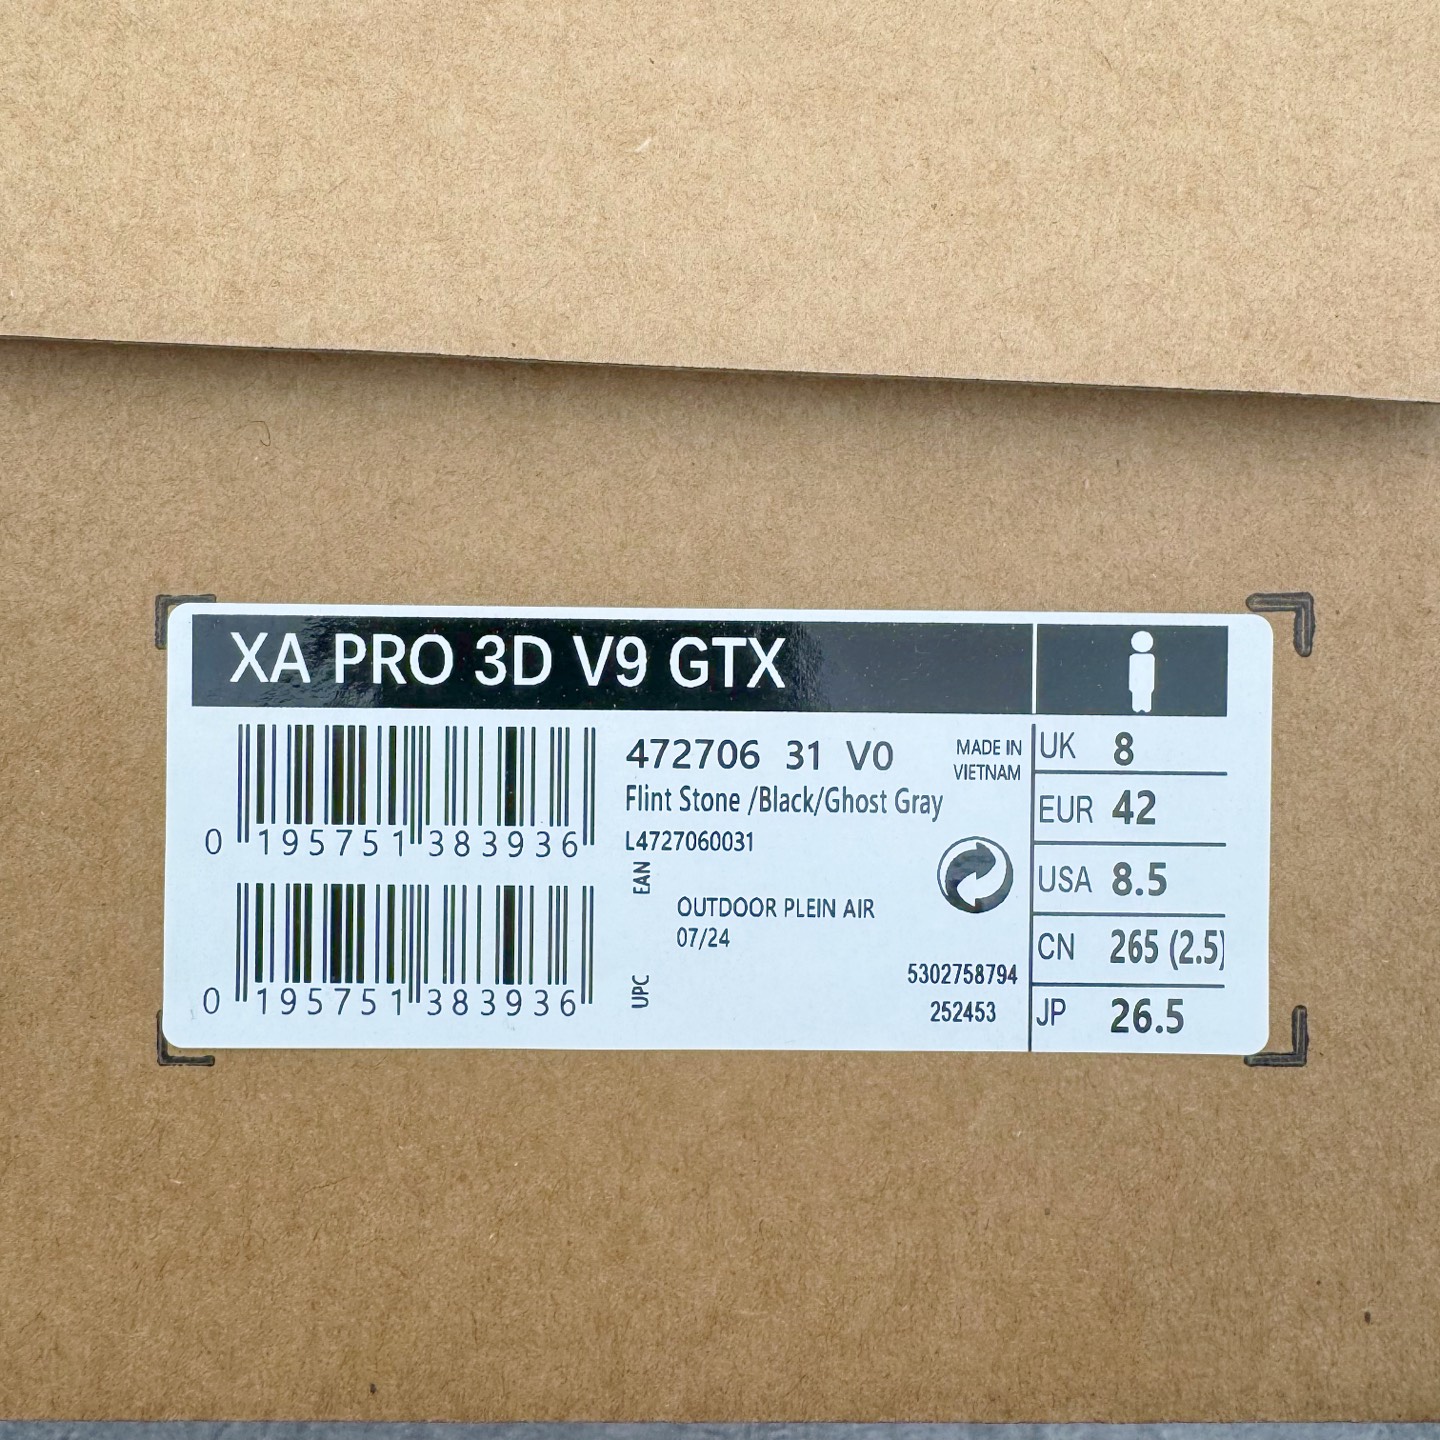 XA PRO 3D V9 GTX
0 195751 383936
472706 31 V0
Flint Stone /Black/Ghost Gray
L4727060031
MADE IN
VIETNAM
EAN
OUTDOOR PLEIN AIR
07/24
0 195751 383936
UPC
5302758794
252453
UK 8
EUR 42
USA 8.5
CN 265 (2.5)
JP 26.5